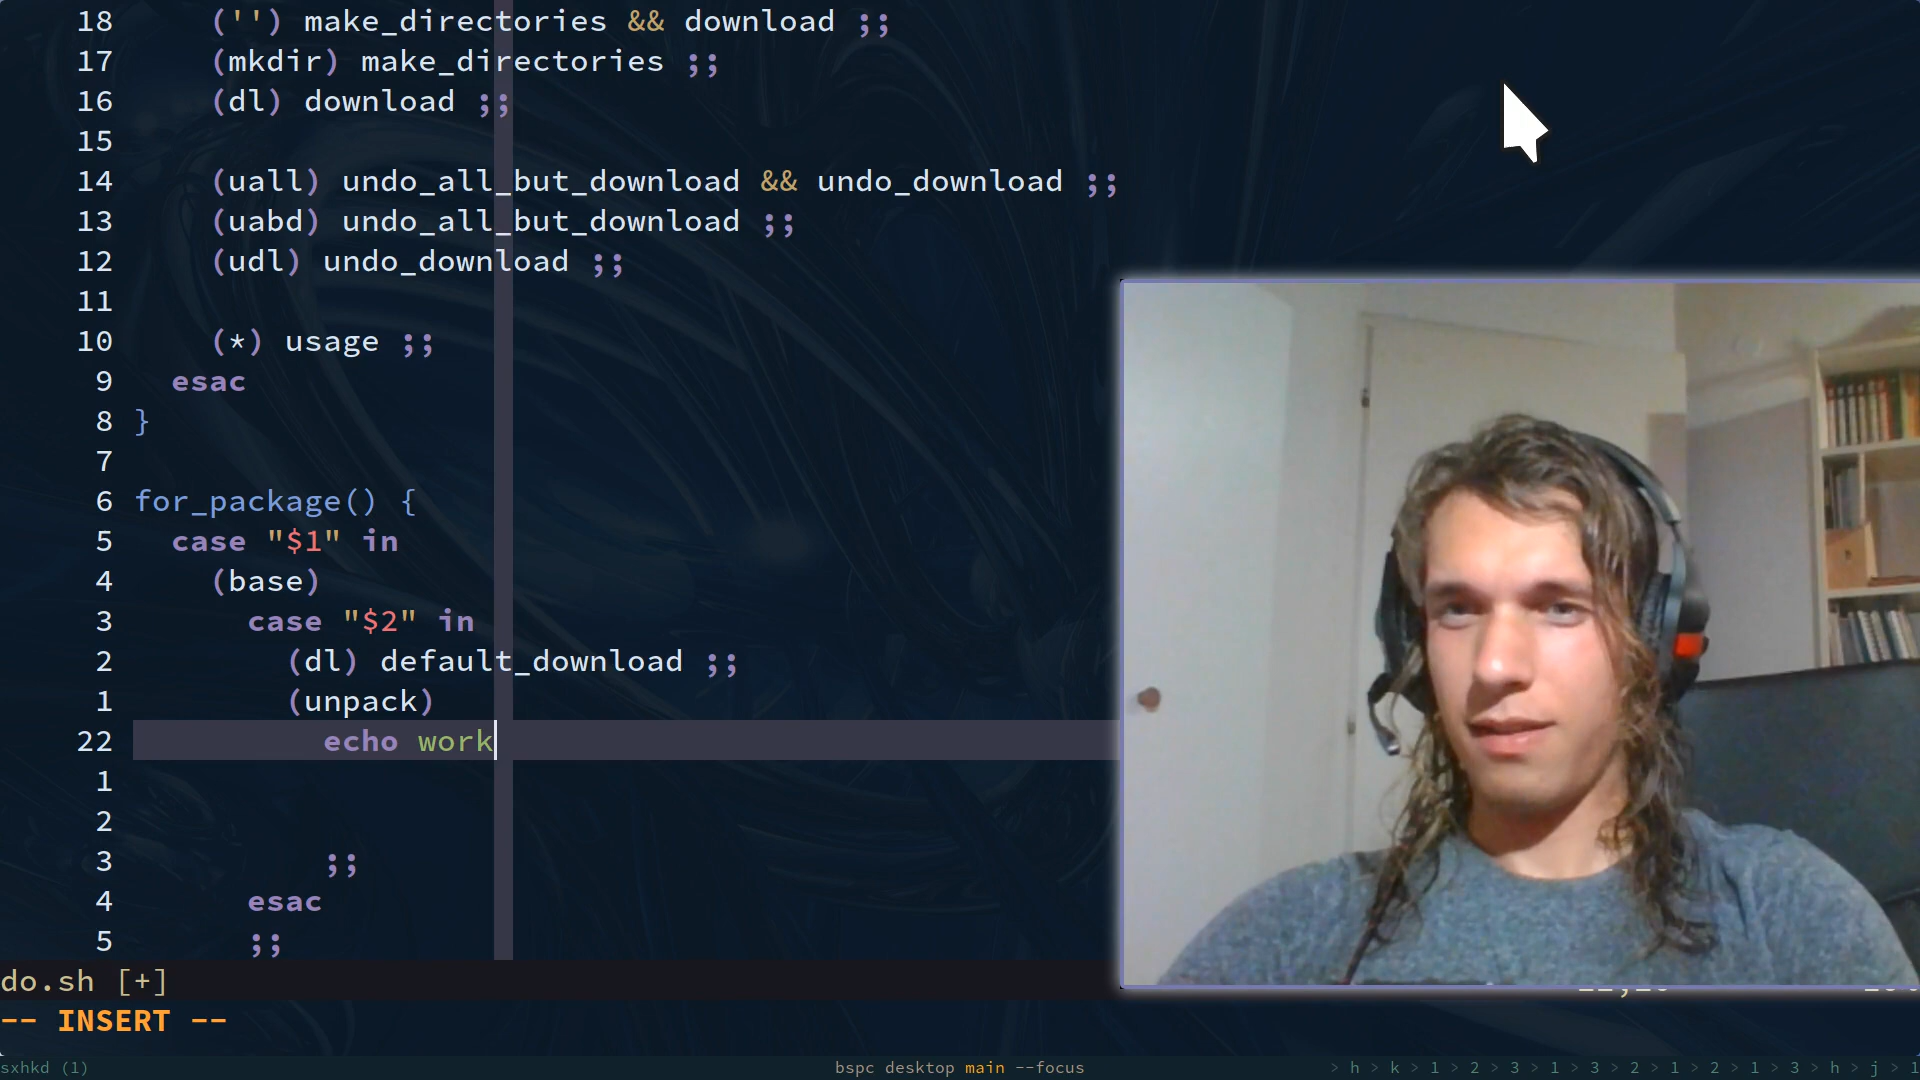 18 ('') make_directories && download ;;
17 (mkdir) make_directories ;;
16 (dl) download ;;
15
14 (uall) undo_all_but_download && undo_download ;;
13 (uabd) undo_all_but_download ;;
12 (udl) undo_download ;;
11
10 (*) usage ;;
9 esac
8 }
7
6 for_package() {
5 case "$1" in
4 (base)
3 case "$2" in
2 (dl) default_download ;;
1 (unpack)
22 echo work
1
2
3 ;;
4 esac
5 ;;
do.sh [+]
-- INSERT --
sxhkd (1)
bspc desktop main --focus
> h > k > 1 > 2 > 3 > 1 > 3 > 2 > 1 > 2 > 1 > 3 > h > j > 1